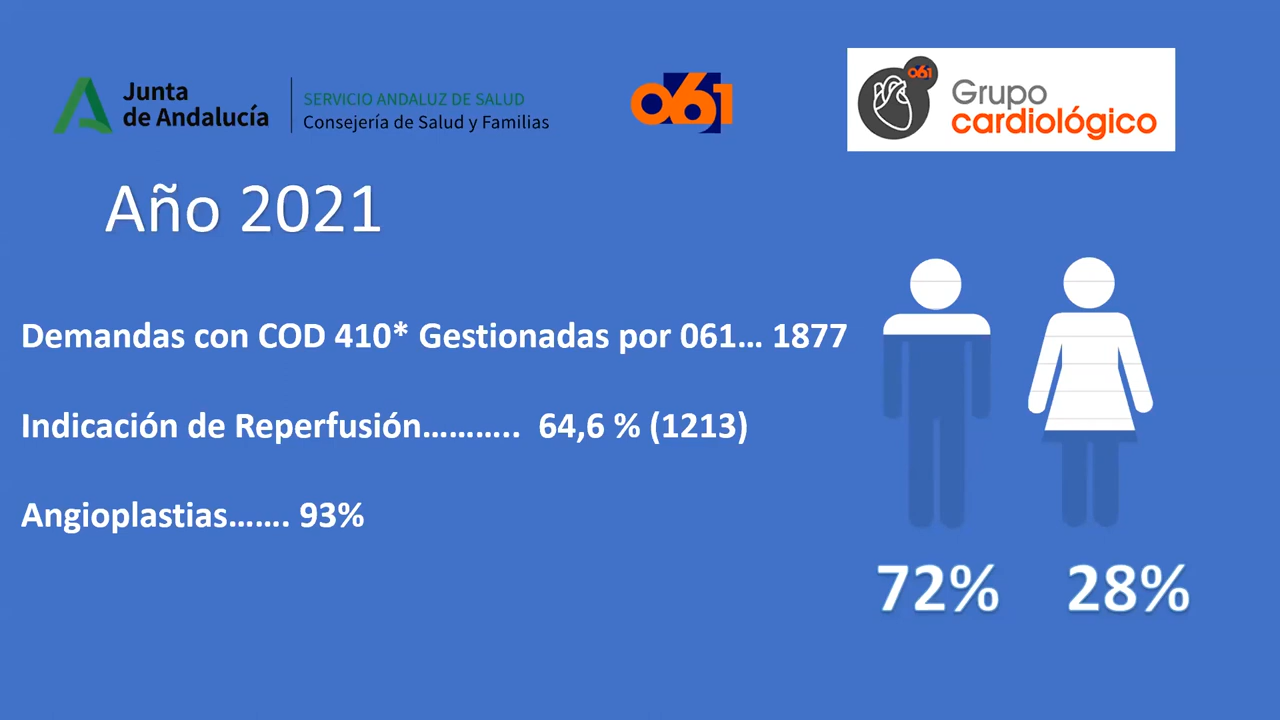 Junta
de Andalucía
SERVICIO ANDALUZ DE SALUD
Consejería de Salud y Familias
061
061
Grupo
cardiológico
Año 2021
Demandas con COD 410* Gestionadas por 061... 1877
Indicación de Reperfusión……….. 64,6 % (1213)
Angioplastias……. 93%
72%
28%